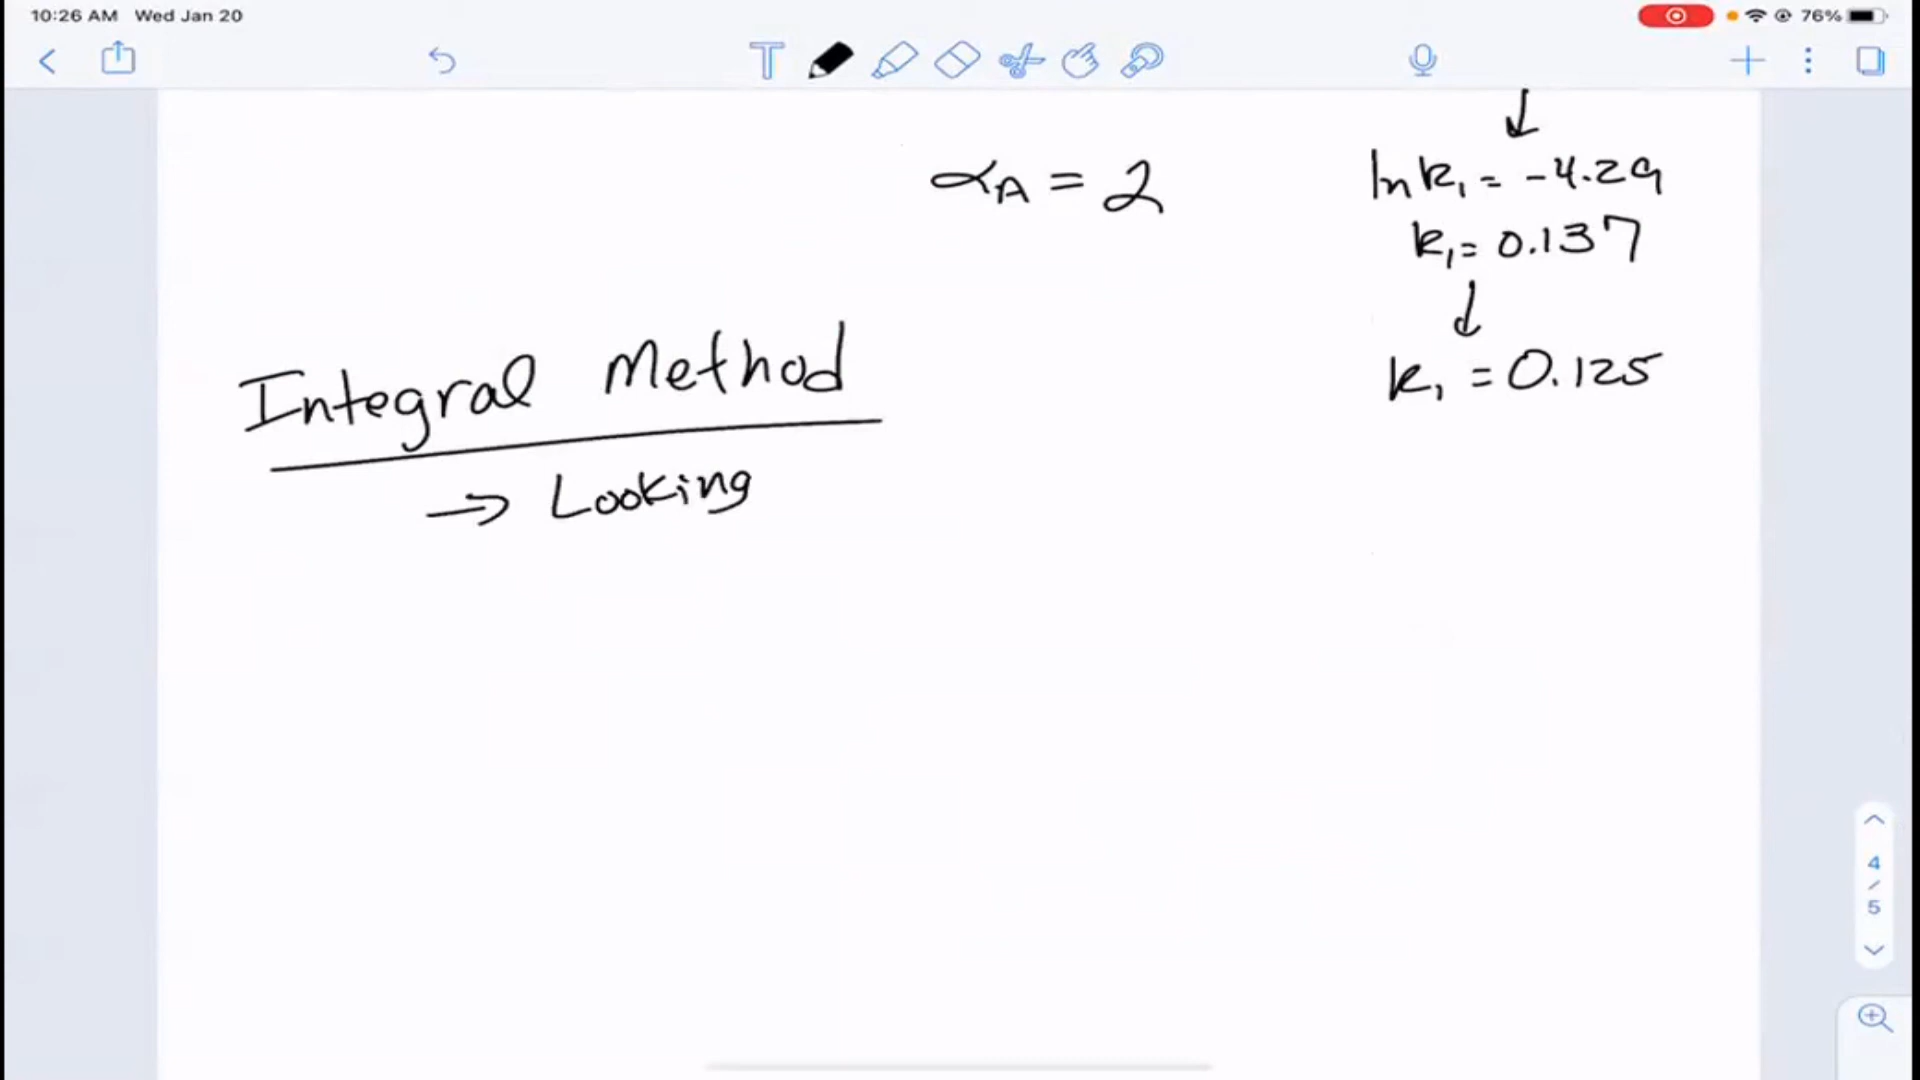 10:26 AM Wed Jan 20
76%
T
αA = 2
ln k₁ = -4.29
k₁ = 0.137
k₁ = 0.125
Integral Method
→ Looking
4
/
5